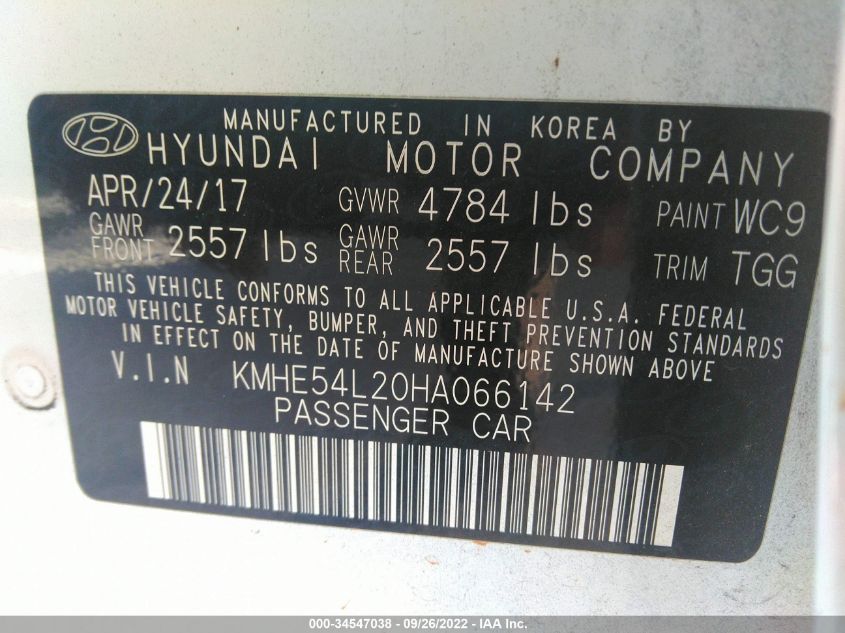 MANUFACTURED IN KOREA BY
HYUNDAI MOTOR COMPANY
APR/24/17 GVWR 4784 lbs PAINT WC9
GAWR FRONT 2557 lbs GAWR REAR 2557 lbs TRIM TGG
THIS VEHICLE CONFORMS TO ALL APPLICABLE U.S.A. FEDERAL
MOTOR VEHICLE SAFETY, BUMPER, AND THEFT PREVENTION STANDARDS
IN EFFECT ON THE DATE OF MANUFACTURE SHOWN ABOVE
V.I.N KMHE54L20HA066142
PASSENGER CAR
000-34547038 - 09/26/2022 - IAA Inc.